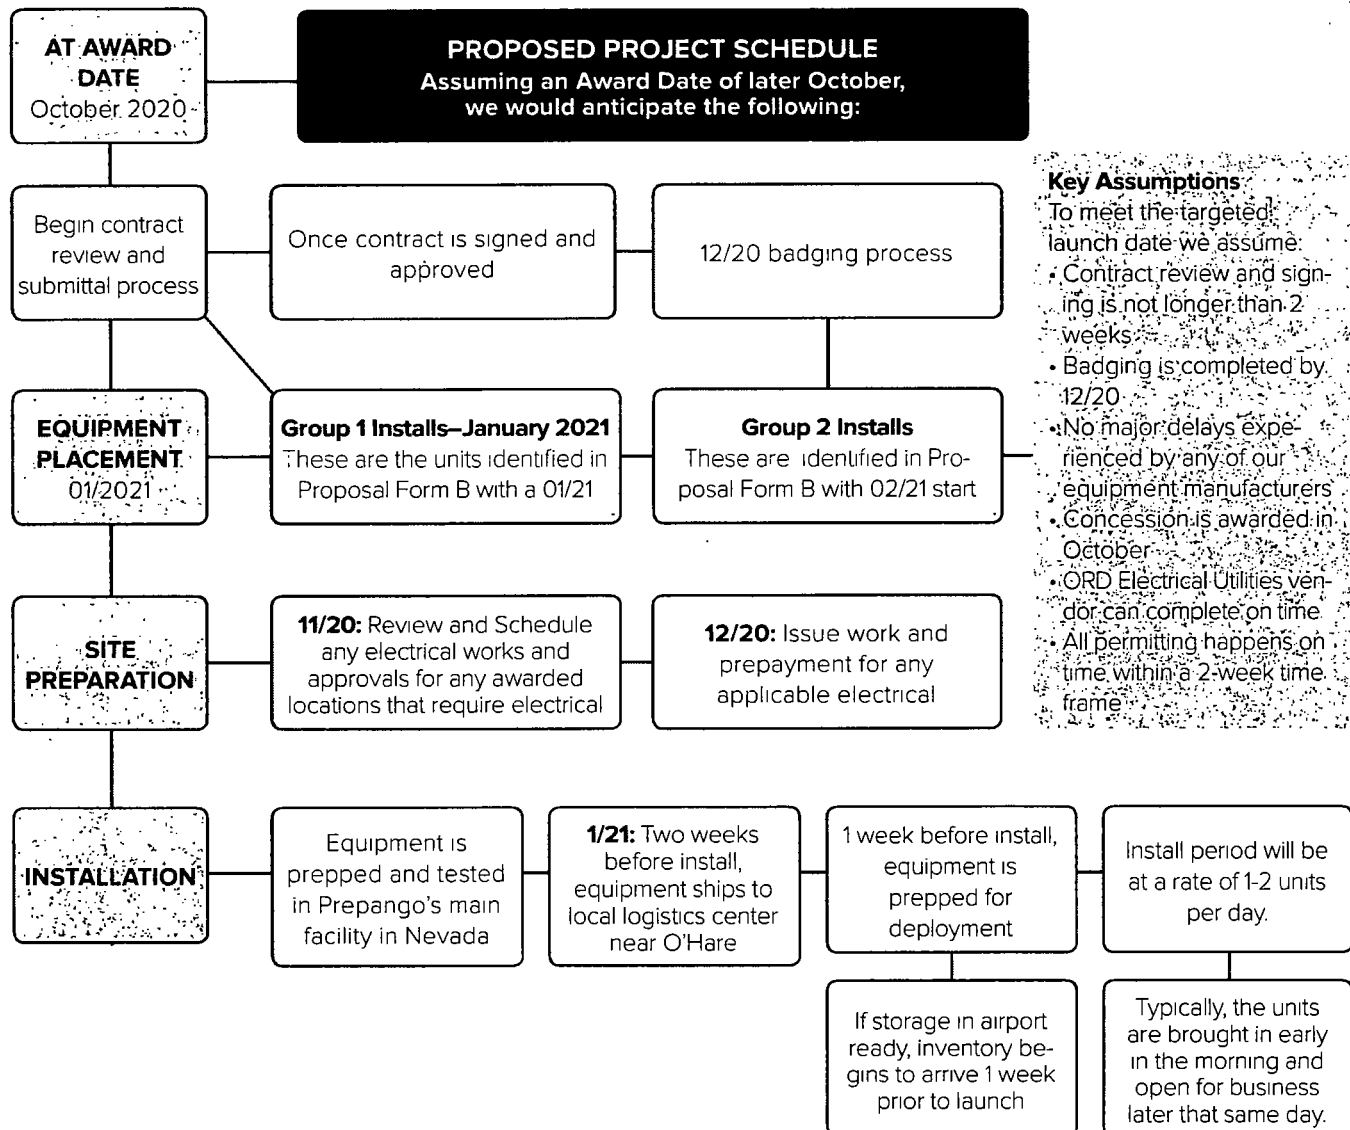 AT AWARD
DATE
October 2020
PROPOSED PROJECT SCHEDULE
Assuming an Award Date of later October,
we would anticipate the following:
Begin contract
review and
submittal process
Once contract is signed and
approved
12/20 badging process
Key Assumptions
To meet the targeted
launch date we assume:
• Contract review and sign-
ing is not longer than 2
weeks
• Badging is completed by
12/20
• No major delays expe-
rienced by any of our
equipment manufacturers
• Concession is awarded in
October
• ORD Electrical Utilities ven-
dor can complete on time
• All permitting happens on
time within a 2-week time
frame
EQUIPMENT
PLACEMENT
01/2021
Group 1 Installs–January 2021
These are the units identified in
Proposal Form B with a 01/21
Group 2 Installs
These are identified in Pro-
posal Form B with 02/21 start
SITE
PREPARATION
11/20: Review and Schedule
any electrical works and
approvals for any awarded
locations that require electrical
12/20: Issue work and
prepayment for any
applicable electrical
INSTALLATION
Equipment is
prepped and tested
in Prepango's main
facility in Nevada
1/21: Two weeks
before install,
equipment ships to
local logistics center
near O'Hare
1 week before install,
equipment is
prepped for
deployment
Install period will be
at a rate of 1-2 units
per day.
If storage in airport
ready, inventory be-
gins to arrive 1 week
prior to launch
Typically, the units
are brought in early
in the morning and
open for business
later that same day.